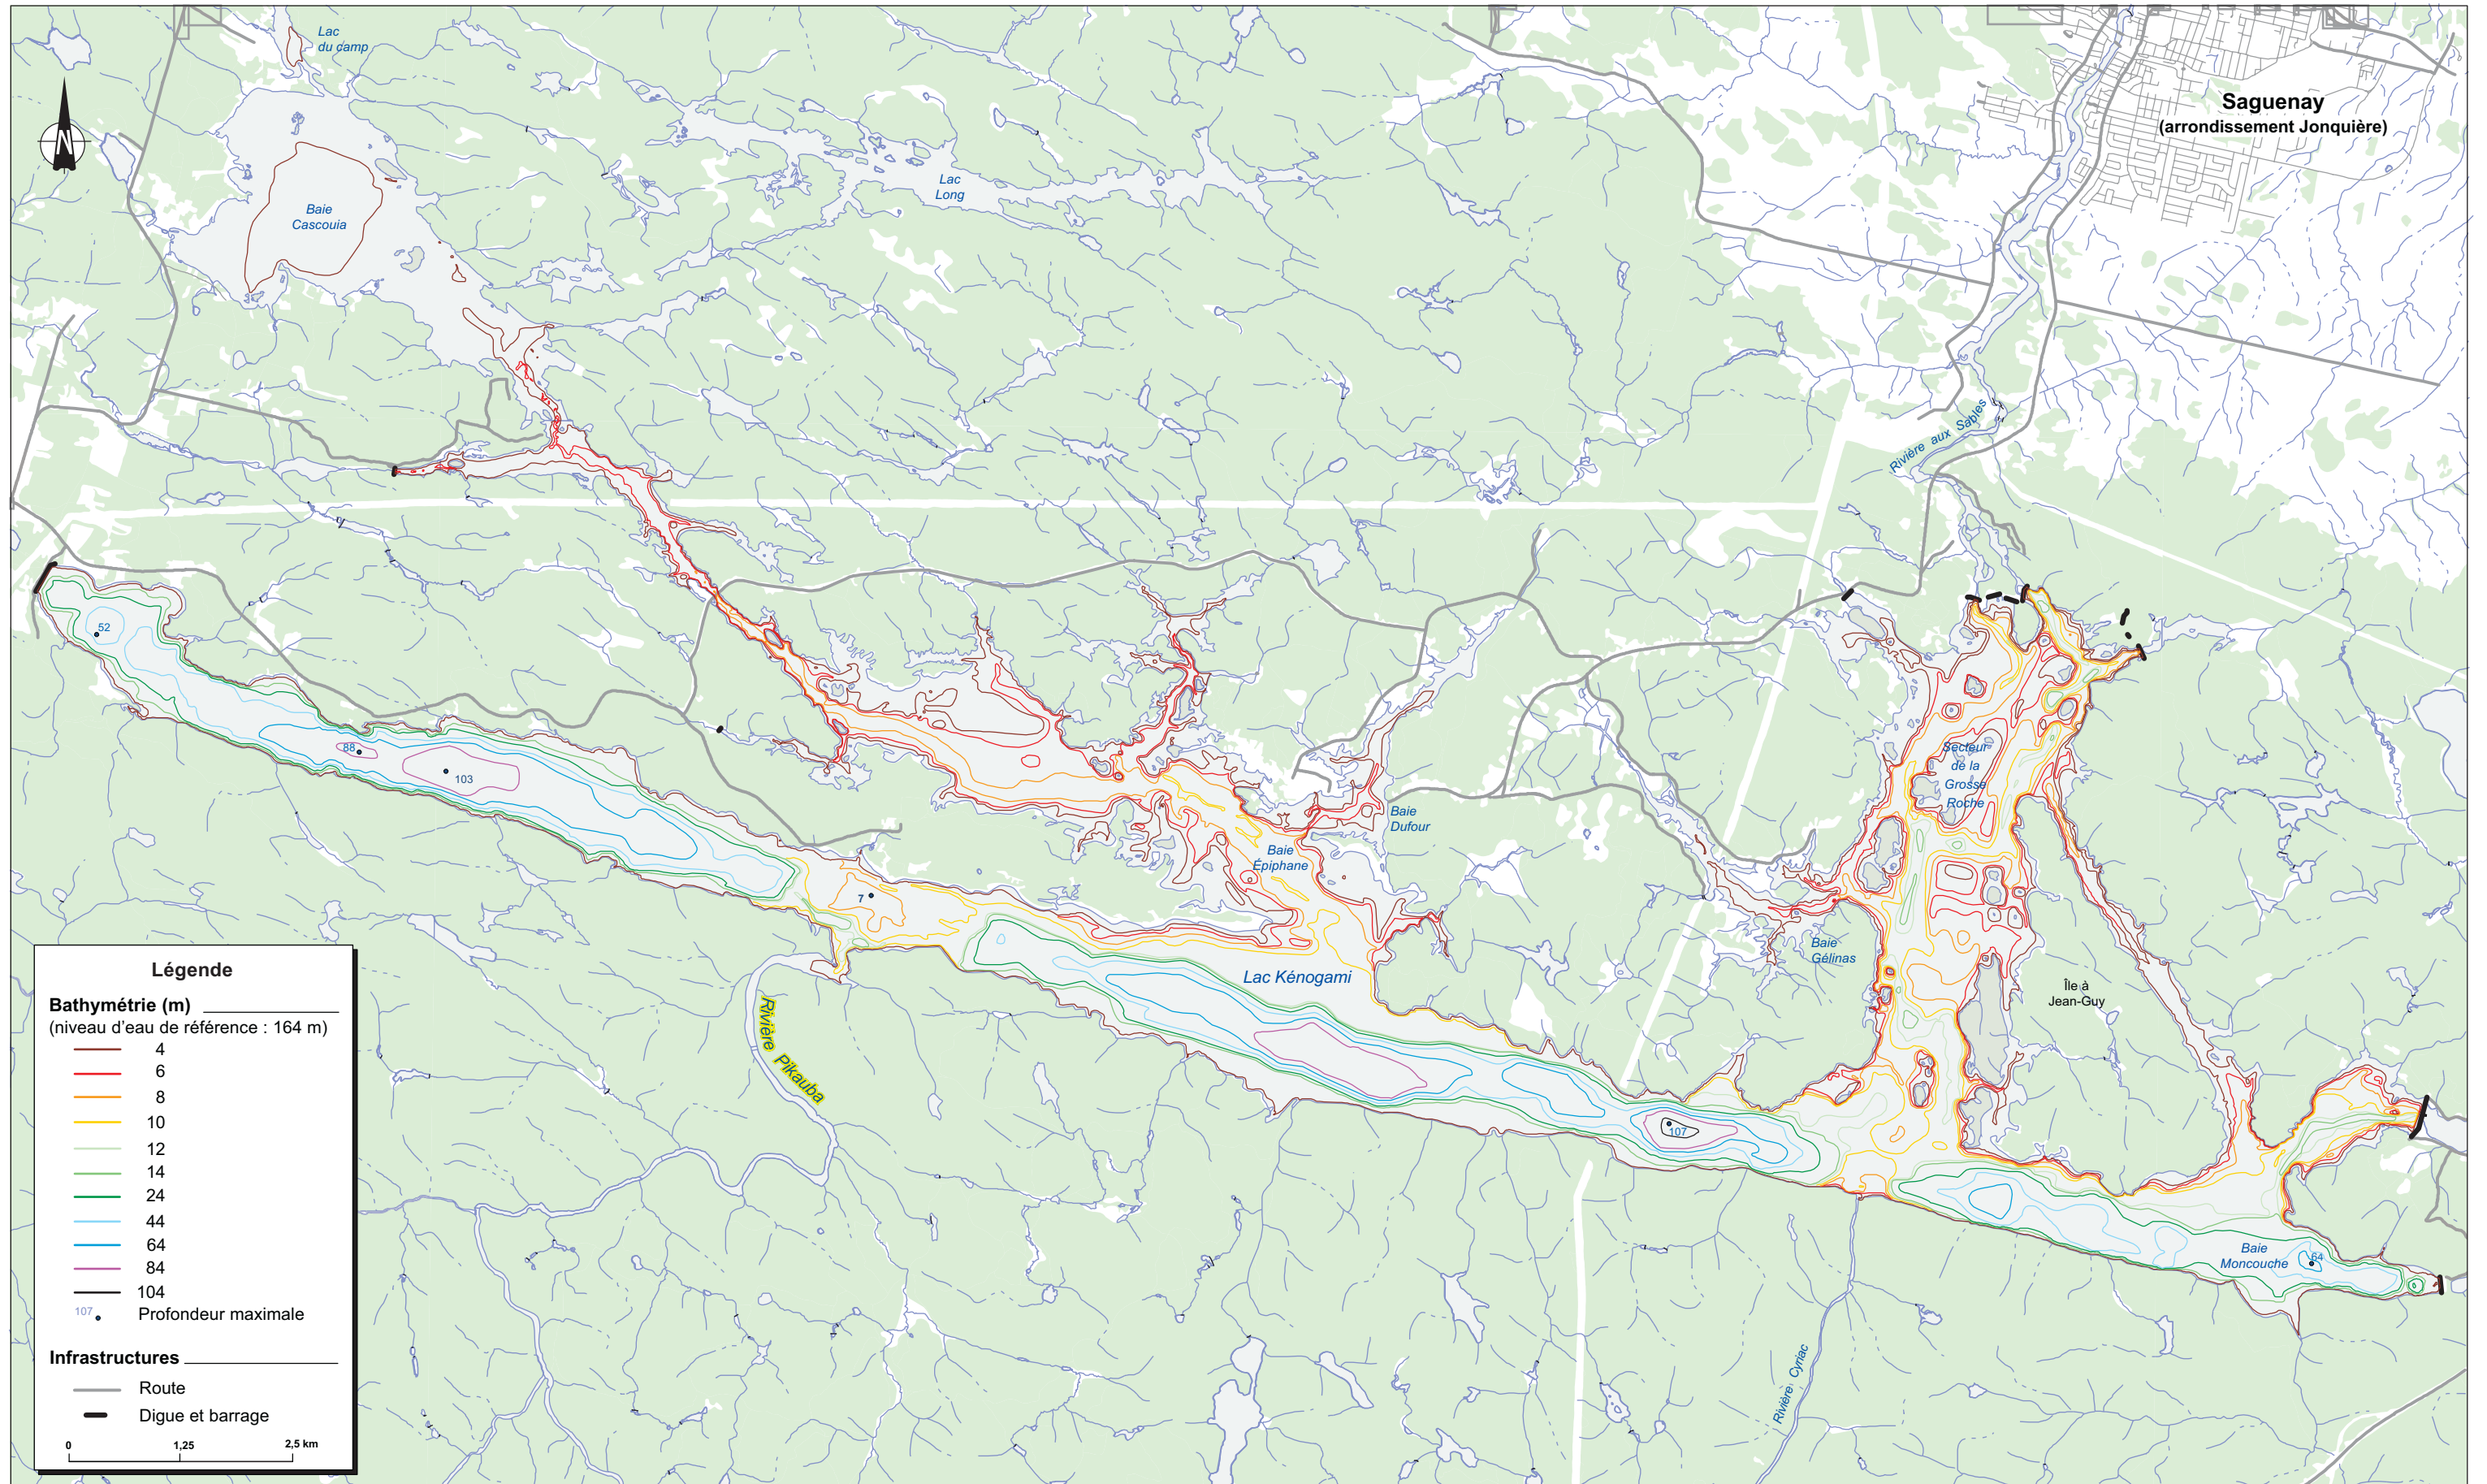 Lac
du camp
N
Baie
Cascouia
Lac
Long
Saguenay
(arrondissement Jonquière)
Rivière aux Sables
52
88
103
7
Baie
Dufour
Baie
Épiphane
Secteur
de la
Grosse
Roche
Baie
Gélinas
Île à
Jean-Guy
Lac Kénogami
Rivière Pikauba
107
Baie
Moncouche
64
Rivière Cyriac
Légende
Bathymétrie (m)
(niveau d'eau de référence : 164 m)
4
6
8
10
12
14
24
44
64
84
104
107 Profondeur maximale
Infrastructures
Route
Digue et barrage
0 1,25 2,5 km